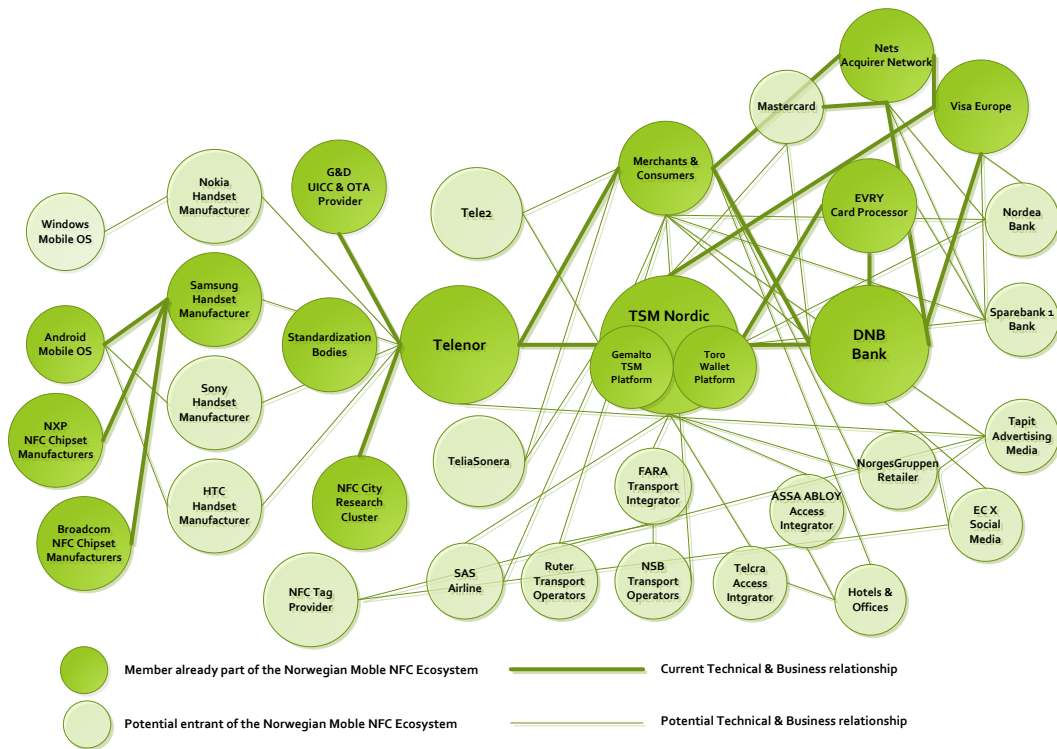 Nets
Acquirer Network
Mastercard
Visa Europe
G&D
UICC & OTA
Provider
Merchants &
Consumers
Nokia
Handset
Manufacturer
EVRY
Card Processor
Tele2
Windows
Mobile OS
Nordea
Bank
Samsung
Handset
Manufacturer
Sparebank 1
Bank
Android
Mobile OS
Standardization
Bodies
Telenor
TSM Nordic
Gemalto
TSM
Platform
Toro
Wallet
Platform
DNB
Bank
Sony
Handset
Manufacturer
NXP
NFC Chipset
Manufacturers
Tapit
Advertising
Media
TeliaSonera
FARA
Transport
Integrator
NorgesGruppen
Retailer
HTC
Handset
Manufacturer
NFC City
Research
Cluster
ASSA ABLOY
Access
Integrator
EC X
Social
Media
Broadcom
NFC Chipset
Manufacturers
NFC Tag
Provider
SAS
Airline
Ruter
Transport
Operators
NSB
Transport
Operators
Telcra
Access
Intgrator
Hotels &
Offices
Member already part of the Norwegian Moble NFC Ecosystem
Current Technical & Business relationship
Potential entrant of the Norwegian Moble NFC Ecosystem
Potential Technical & Business relationship